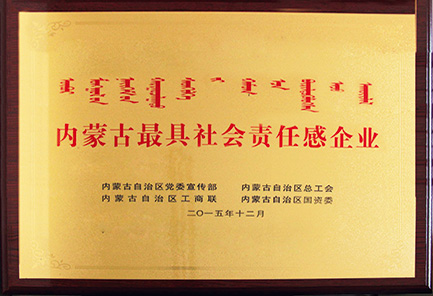 内蒙古最具社会责任感企业
内蒙古自治区党委宣传部 内蒙古自治区总工会
内蒙古自治区工商联 内蒙古自治区国资委
二〇一五年十二月